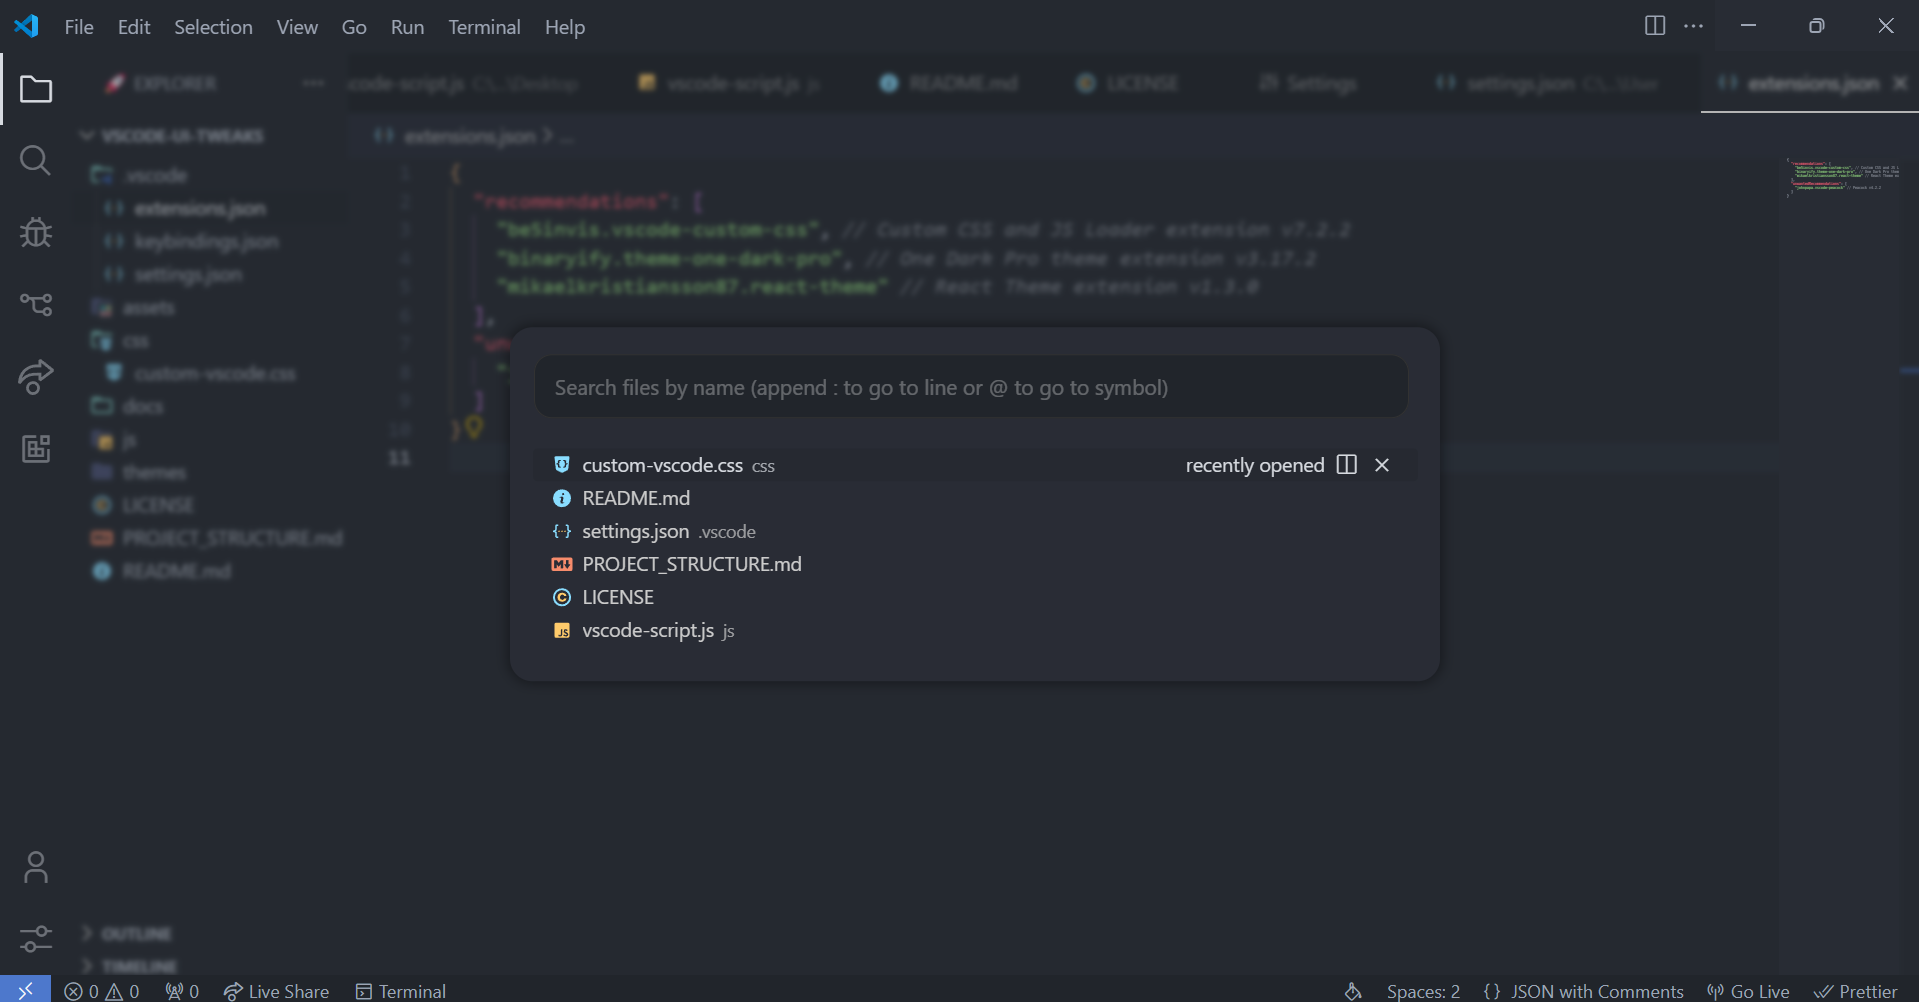 File Edit Selection View Go Run Terminal Help
EXPLORER
vscode-script.js js README.md LICENSE Settings settings.json extensions.json
VSCODE-UI-TWEAKS
extensions.json > ...
.vscode
extensions.json
keybindings.json
settings.json
assets
css
custom-vscode.css
docs
js
themes
LICENSE
PROJECT_STRUCTURE.md
README.md
1 {
2 "recommendations": [
3 "be5invis.vscode-custom-css", // Custom CSS and JS Loader extension v7.2.2
4 "binaryify.theme-one-dark-pro", // One Dark Pro theme extension v3.17.2
5 "mikaelkristiansson87.react-theme" // React Theme extension v1.3.0
6 ],
7
8
9 ]
10 }
11
Search files by name (append : to go to line or @ to go to symbol)
custom-vscode.css css recently opened
README.md
settings.json .vscode
PROJECT_STRUCTURE.md
LICENSE
vscode-script.js js
OUTLINE
TIMELINE
0 0 0 Live Share Terminal Spaces: 2 {} JSON with Comments Go Live Prettier